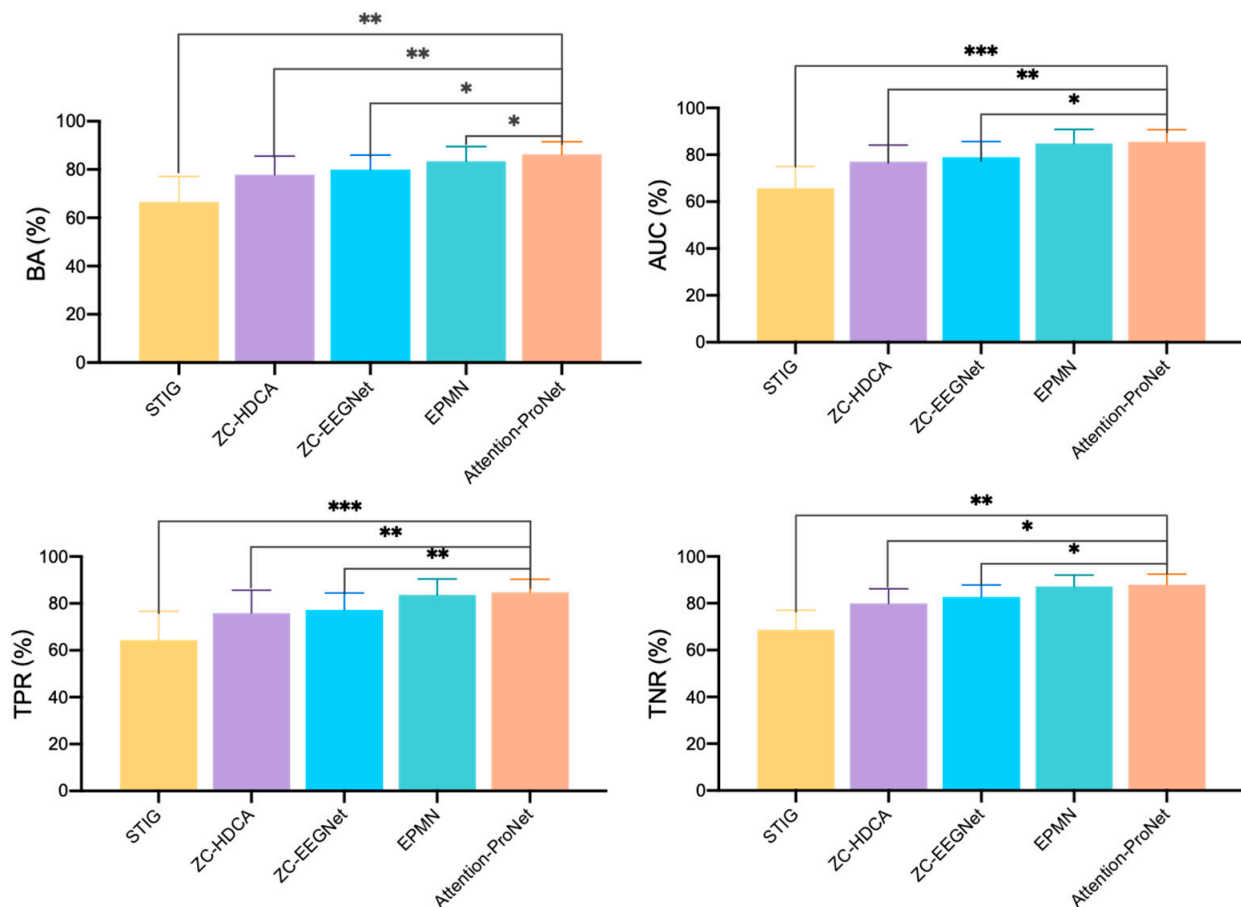 **
**
*
*
100
80
60
40
20
0
BA (%)
STIG
ZC-HDCA
ZC-EEGNet
EPMN
Attention-ProNet
***
**
*
100
80
60
40
20
0
AUC (%)
STIG
ZC-HDCA
ZC-EEGNet
EPMN
Attention-ProNet
***
**
**
100
80
60
40
20
0
TPR (%)
STIG
ZC-HDCA
ZC-EEGNet
EPMN
Attention-ProNet
**
*
*
100
80
60
40
20
0
TNR (%)
STIG
ZC-HDCA
ZC-EEGNet
EPMN
Attention-ProNet